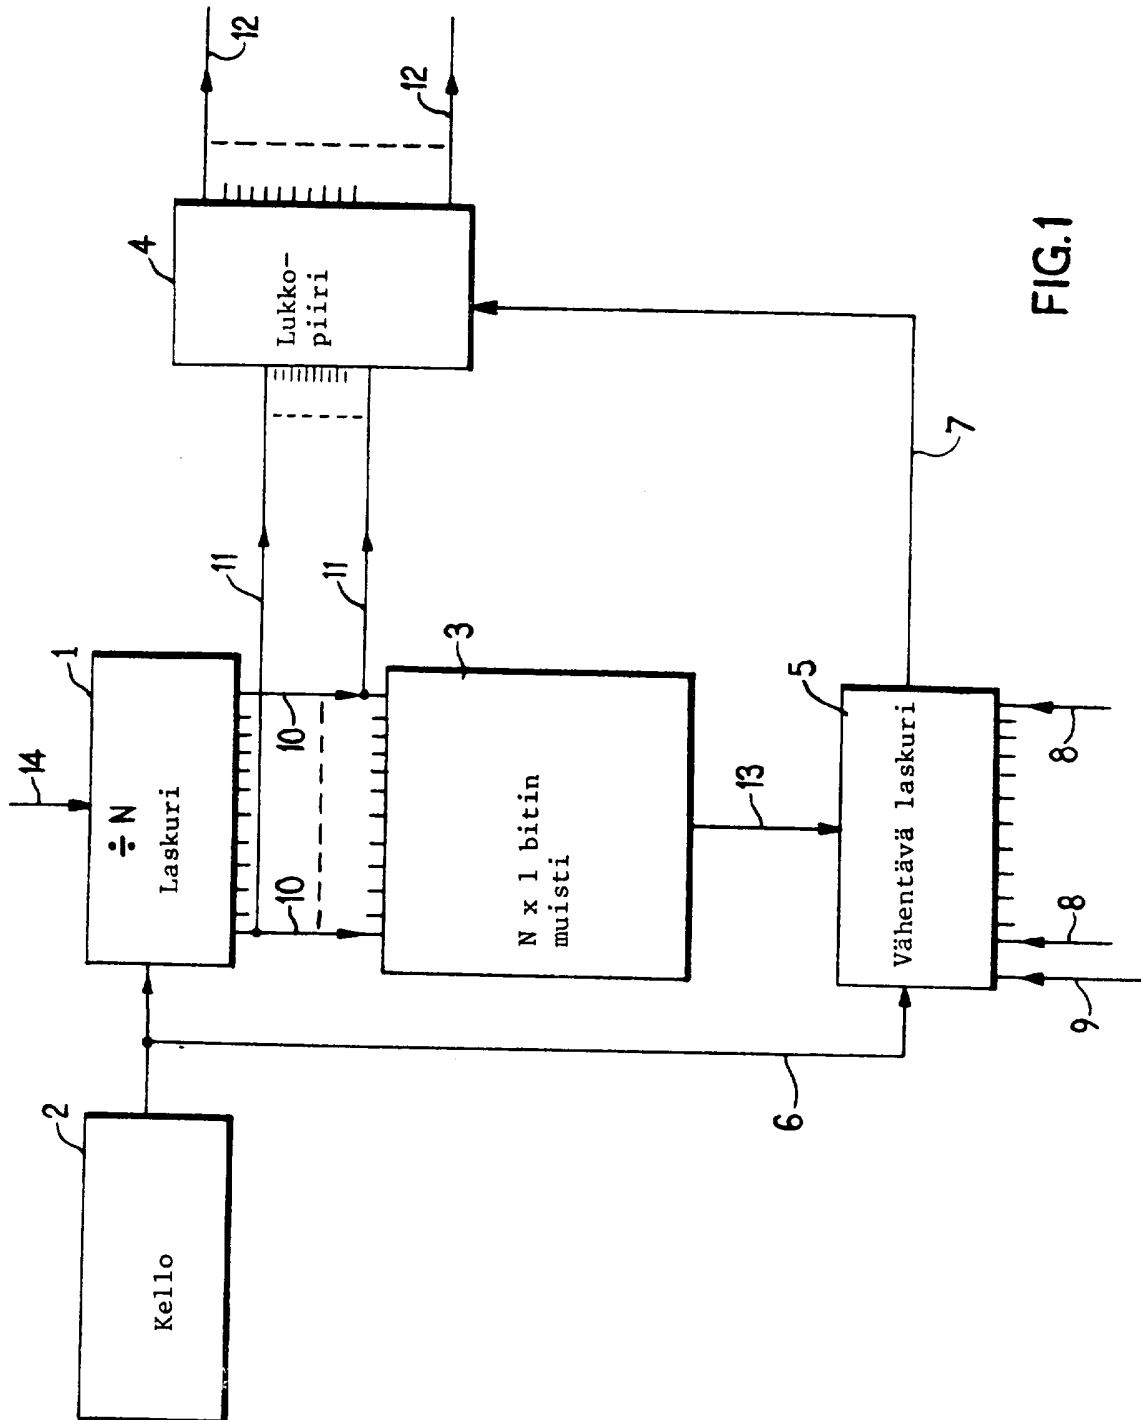 2
Kello
6
14
1
÷N
Laskuri
10
10
11
11
3
N x 1 bitin
muisti
13
5
Vähentävä laskuri
9
8
8
7
4
Lukko-
piiri
12
12
FIG.1